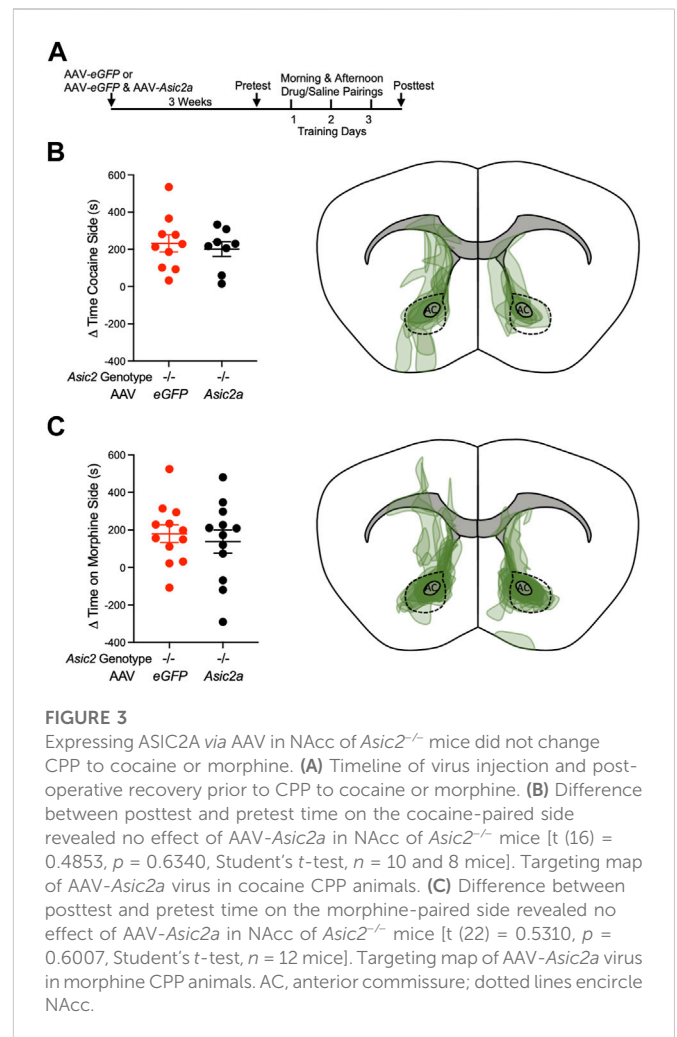 A
AAV-eGFP or
AAV-eGFP & AAV-Asic2a
3 Weeks
Pretest
Morning & Afternoon
Drug/Saline Pairings
Posttest
1 2 3
Training Days
B
Δ Time Cocaine Side (s)
600
400
200
0
-200
-400
Asic2 Genotype -/- -/-
AAV eGFP Asic2a
AC AC
C
Δ Time on Morphine Side (s)
600
400
200
0
-200
-400
Asic2 Genotype -/- -/-
AAV eGFP Asic2a
AC AC
FIGURE 3
Expressing ASIC2A via AAV in NAcc of Asic2−/− mice did not change
CPP to cocaine or morphine. (A) Timeline of virus injection and post-
operative recovery prior to CPP to cocaine or morphine. (B) Difference
between posttest and pretest time on the cocaine-paired side
revealed no effect of AAV-Asic2a in NAcc of Asic2−/− mice [t (16) =
0.4853, p = 0.6340, Student's t-test, n = 10 and 8 mice]. Targeting map
of AAV-Asic2a virus in cocaine CPP animals. (C) Difference between
posttest and pretest time on the morphine-paired side revealed no
effect of AAV-Asic2a in NAcc of Asic2−/− mice [t (22) = 0.5310, p =
0.6007, Student's t-test, n = 12 mice]. Targeting map of AAV-Asic2a virus
in morphine CPP animals. AC, anterior commissure; dotted lines encircle
NAcc.